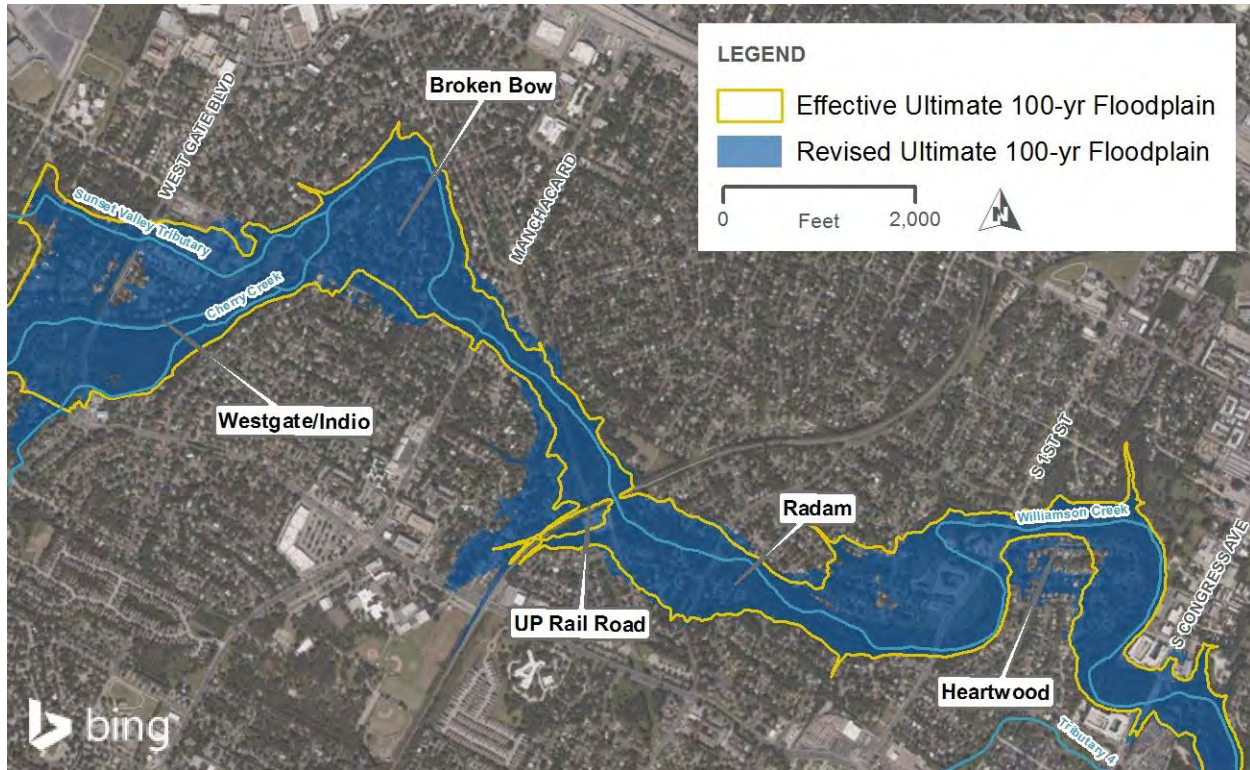 LEGEND
Effective Ultimate 100-yr Floodplain
Revised Ultimate 100-yr Floodplain
0 2,000
Feet
N
Broken Bow
WEST GATE BLVD
MANCHACA RD
Sunset Valley Tributary
Cherry Creek
Westgate/Indio
Radam
S 1ST ST
Williamson Creek
UP Rail Road
S CONGRESS AVE
Heartwood
Tributary 4
bing